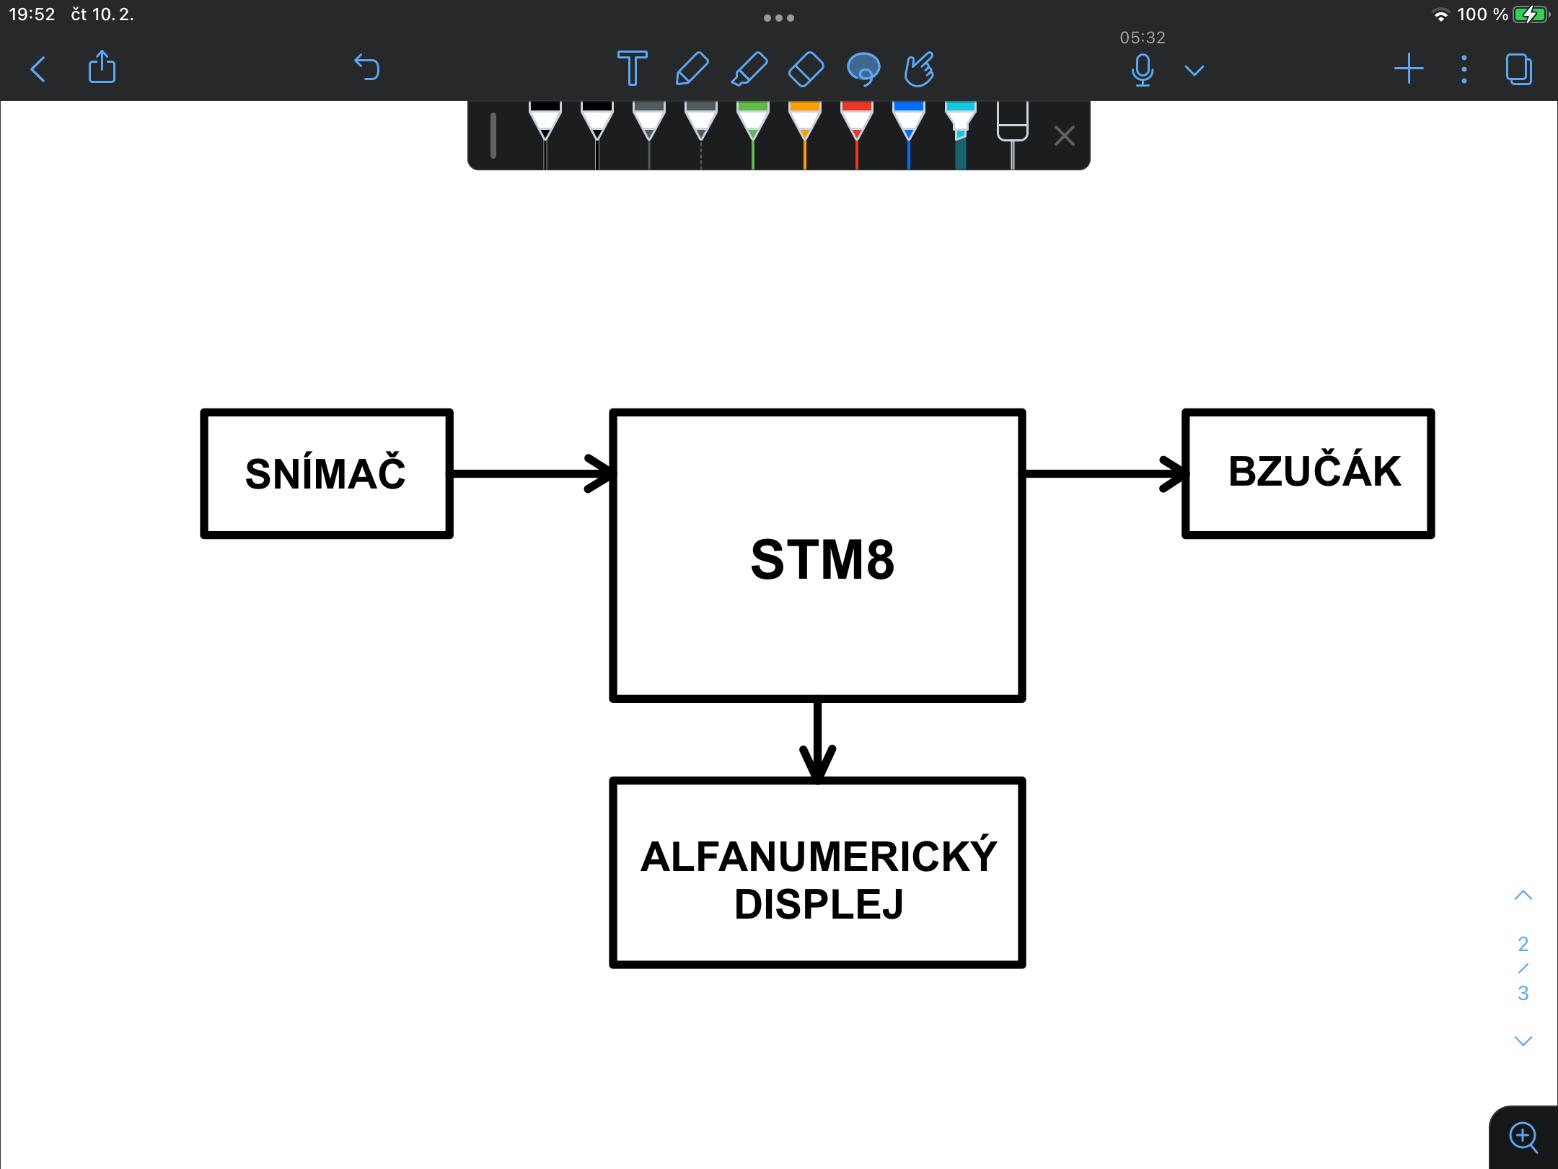 19:52 čt 10. 2.
100 %
05:32
SNÍMAČ
STM8
BZUČÁK
ALFANUMERICKÝ
DISPLEJ
2
/
3